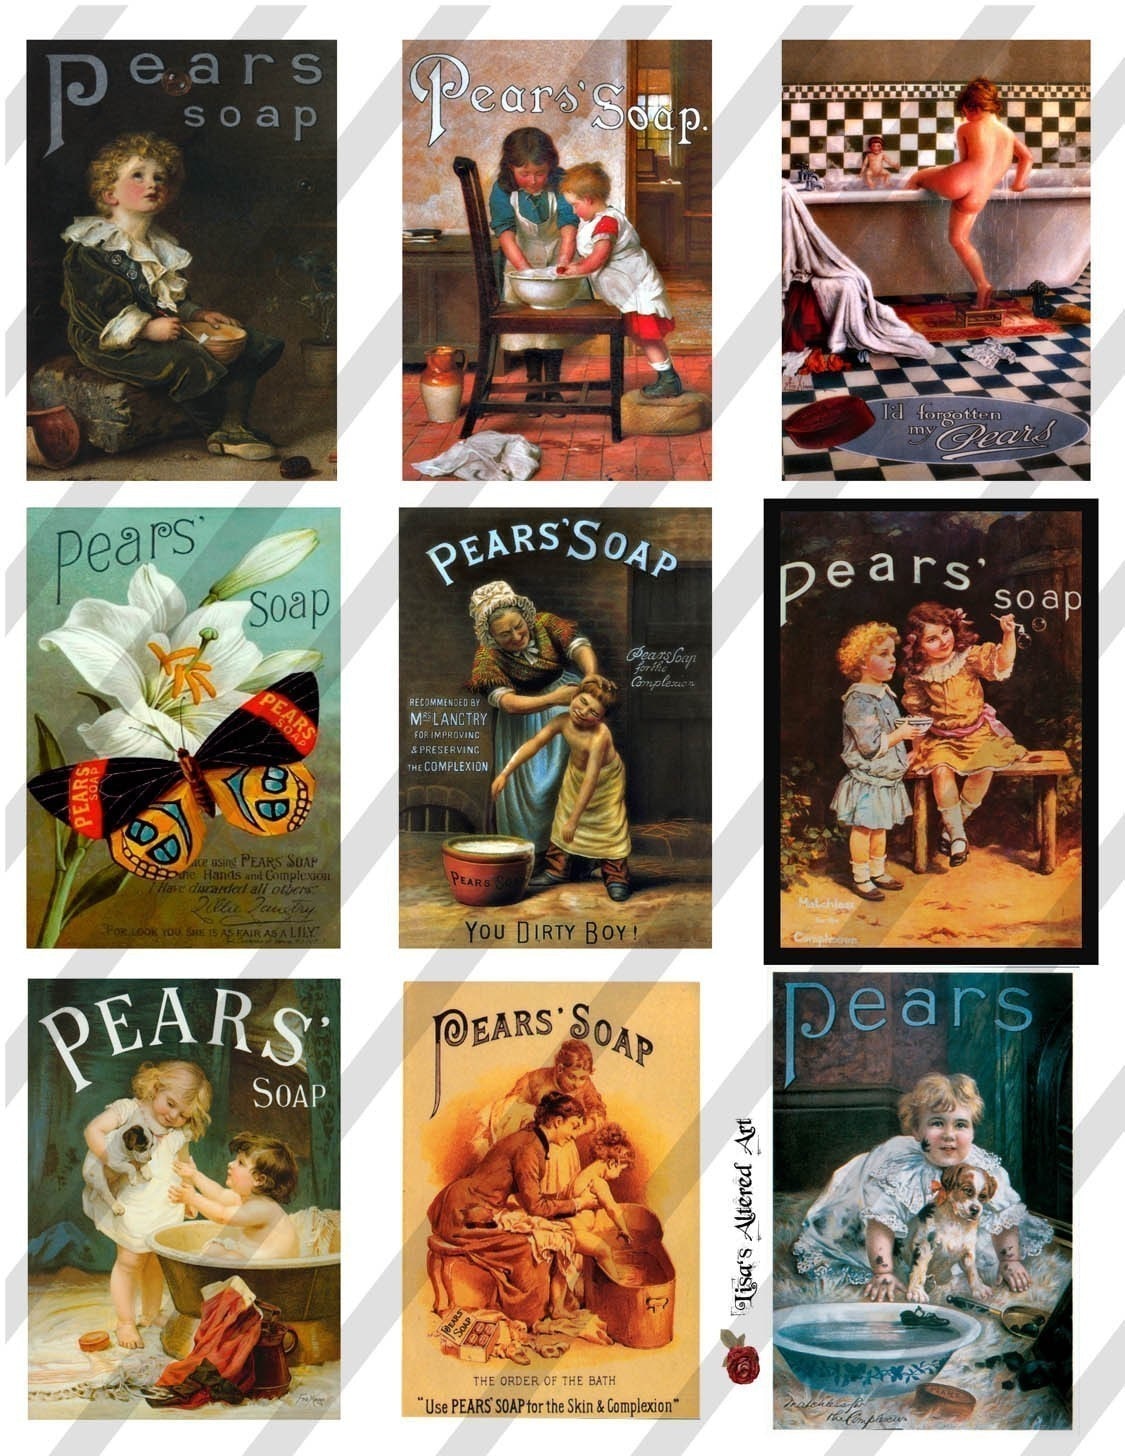 Pears
soap
Pears' Soap.
I'd forgotten
my Pears
Pears'
Soap
PEARS
SOAP
PEARS
SOAP
using PEARS' SOAP
the Hands and Complexion
I Have discarded all others"
Lillie Langtry
"FOR, LOOK YOU, SHE IS AS FAIR AS A LILY."
PEARS' SOAP
Pears Soap
for the
Complexion
RECOMMENDED BY
MRS LANGTRY
FOR IMPROVING
& PRESERVING
THE COMPLEXION
PEARS' SOAP
YOU DIRTY BOY!
Pears'
soap
Matchless
for the
Complexion
PEARS'
SOAP
Fred Morgan
PEARS' SOAP
PEARS
SOAP
THE ORDER OF THE BATH
"Use PEARS' SOAP for the Skin & Complexion"
Lisa's Altered Art
Pears
PEARS
Matchless for
the Complexion